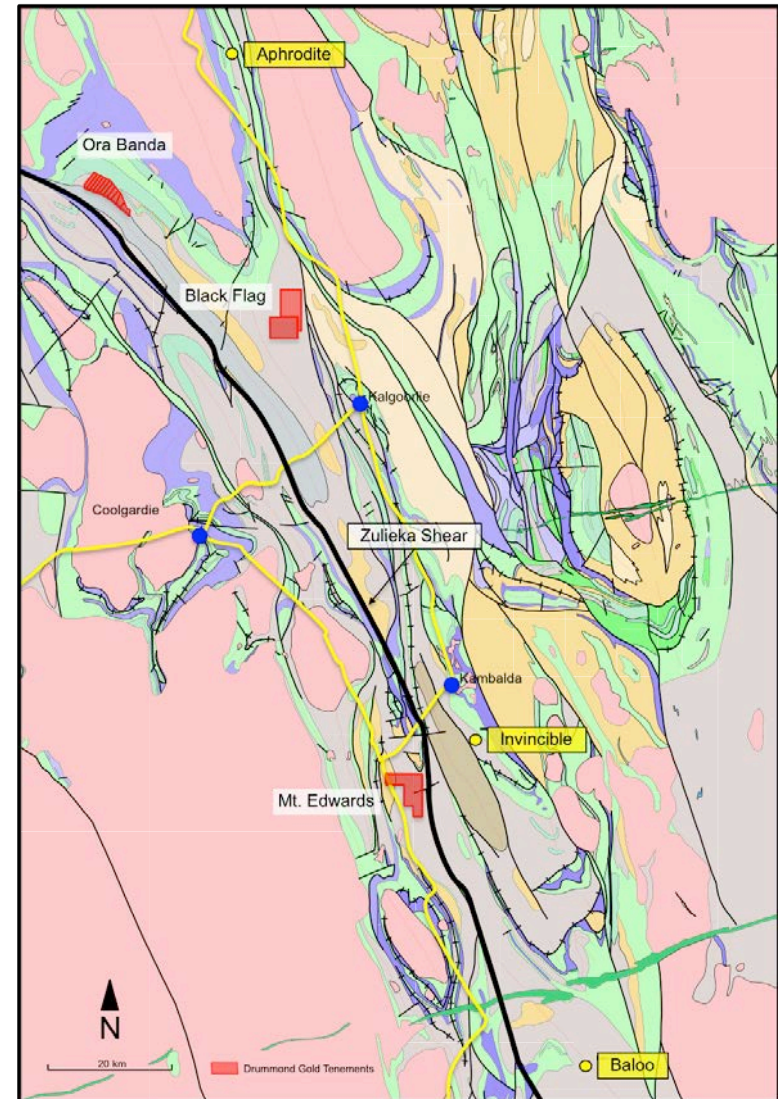 Aphrodite
Ora Banda
Black Flag
Kalgoorlie
Coolgardie
Zulieka Shear
Kambalda
Invincible
Mt. Edwards
N
20 km
Drummond Gold Tenements
Baloo